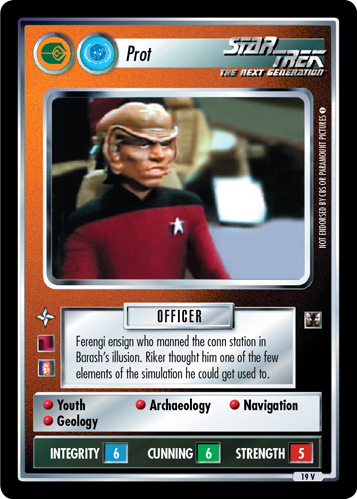 Prot
STAR TREK
THE NEXT GENERATION
NOT ENDORSED BY CBS OR PARAMOUNT PICTURES
OFFICER
Ferengi ensign who manned the conn station in
Barash's illusion. Riker thought him one of the few
elements of the simulation he could get used to.
Youth
Archaeology
Navigation
Geology
INTEGRITY 6 CUNNING 6 STRENGTH 5
19 V